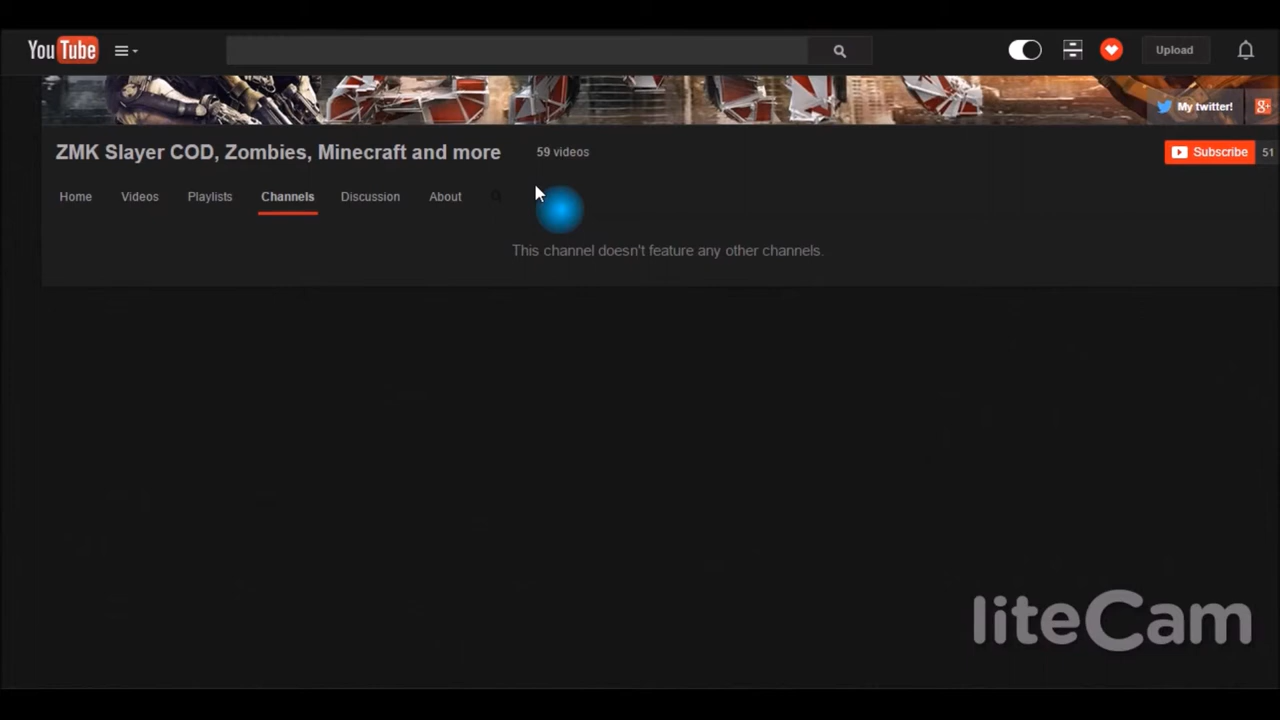 YouTube
Upload
My twitter!
g+
ZMK Slayer COD, Zombies, Minecraft and more
59 videos
Subscribe
51
Home
Videos
Playlists
Channels
Discussion
About
This channel doesn't feature any other channels.
liteCam